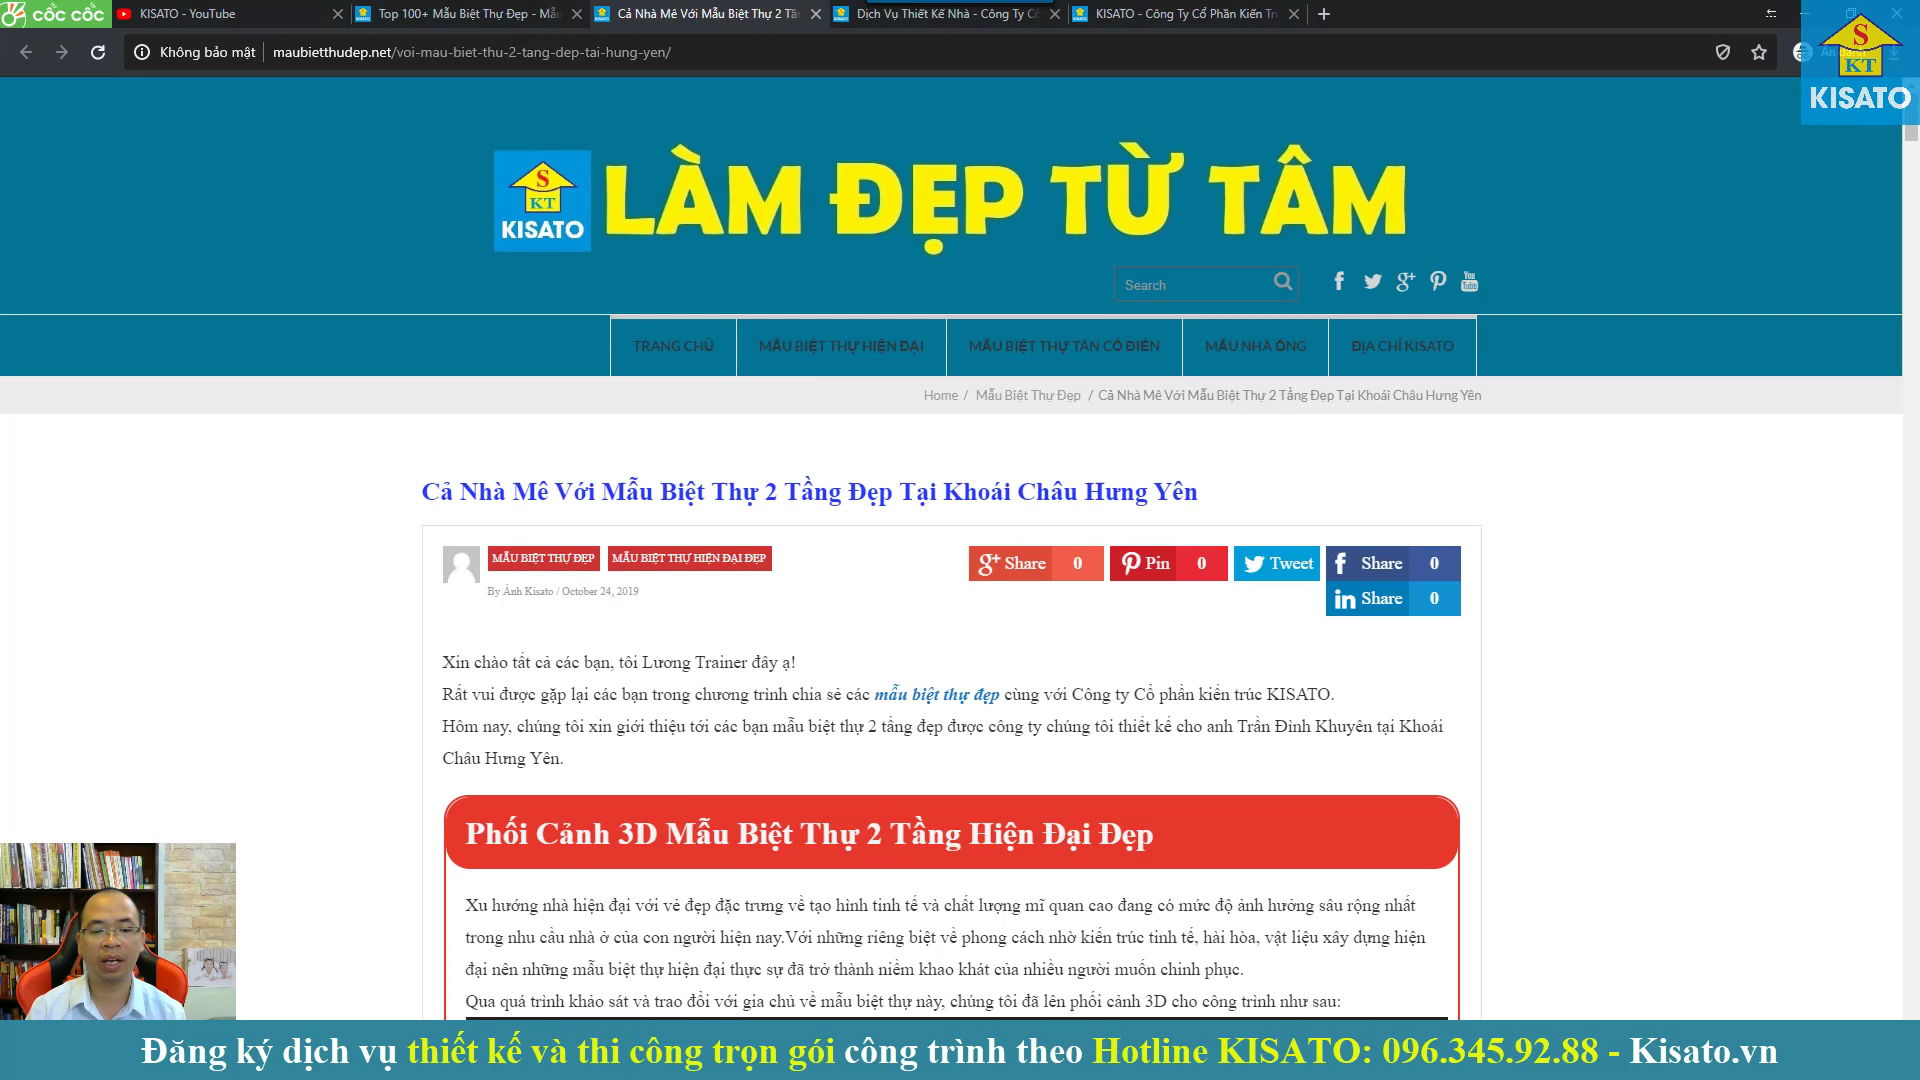 cốc cốc
KISATO - YouTube
Top 100+ Mẫu Biệt Thự Đẹp - Mẫu
Cả Nhà Mê Với Mẫu Biệt Thự 2 Tần
Dịch Vụ Thiết Kế Nhà - Công Ty Cổ
KISATO - Công Ty Cổ Phần Kiến Trú
Không bảo mật
maubietthudep.net/voi-mau-biet-thu-2-tang-dep-tai-hung-yen/
Ẩn danh
S
KT
KISATO
S
KT
KISATO
LÀM ĐẸP TỪ TÂM
Search
You
Tube
TRANG CHỦ
MẪU BIỆT THỰ HIỆN ĐẠI
MẪU BIỆT THỰ TÂN CỔ ĐIỂN
MẪU NHÀ ỐNG
ĐỊA CHỈ KISATO
Home / Mẫu Biệt Thự Đẹp / Cả Nhà Mê Với Mẫu Biệt Thự 2 Tầng Đẹp Tại Khoái Châu Hưng Yên
Cả Nhà Mê Với Mẫu Biệt Thự 2 Tầng Đẹp Tại Khoái Châu Hưng Yên
MẪU BIỆT THỰ ĐẸP
MẪU BIỆT THỰ HIỆN ĐẠI ĐẸP
By Ánh Kisato / October 24, 2019
Share 0
Pin 0
Tweet
Share 0
Share 0
Xin chào tất cả các bạn, tôi Lương Trainer đây ạ!
Rất vui được gặp lại các bạn trong chương trình chia sẻ các mẫu biệt thự đẹp cùng với Công ty Cổ phần kiến trúc KISATO.
Hôm nay, chúng tôi xin giới thiệu tới các bạn mẫu biệt thự 2 tầng đẹp được công ty chúng tôi thiết kế cho anh Trần Đình Khuyên tại Khoái
Châu Hưng Yên.
Phối Cảnh 3D Mẫu Biệt Thự 2 Tầng Hiện Đại Đẹp
Xu hướng nhà hiện đại với vẻ đẹp đặc trưng về tạo hình tinh tế và chất lượng mĩ quan cao đang có mức độ ảnh hưởng sâu rộng nhất
trong nhu cầu nhà ở của con người hiện nay.Với những riêng biệt về phong cách nhờ kiến trúc tinh tế, hài hòa, vật liệu xây dựng hiện
đại nên những mẫu biệt thự hiện đại thực sự đã trở thành niềm khao khát của nhiều người muốn chinh phục.
Qua quá trình khảo sát và trao đổi với gia chủ về mẫu biệt thự này, chúng tôi đã lên phối cảnh 3D cho công trình như sau:
Đăng ký dịch vụ thiết kế và thi công trọn gói công trình theo Hotline KISATO: 096.345.92.88 - Kisato.vn